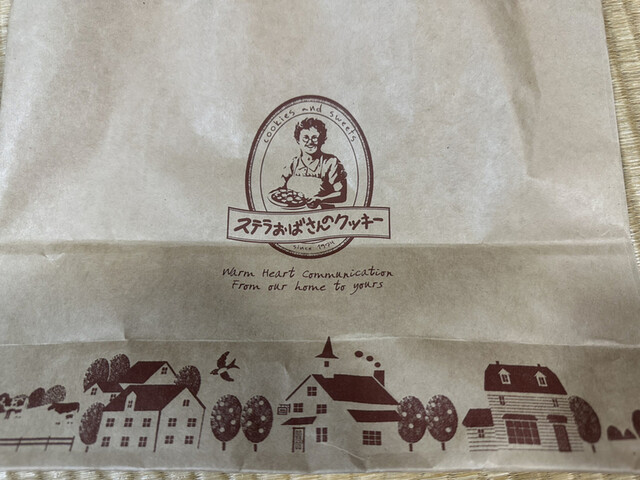 cookies and sweets
ステラおばさんのクッキー
since
Warm Heart Communication
From our home to yours